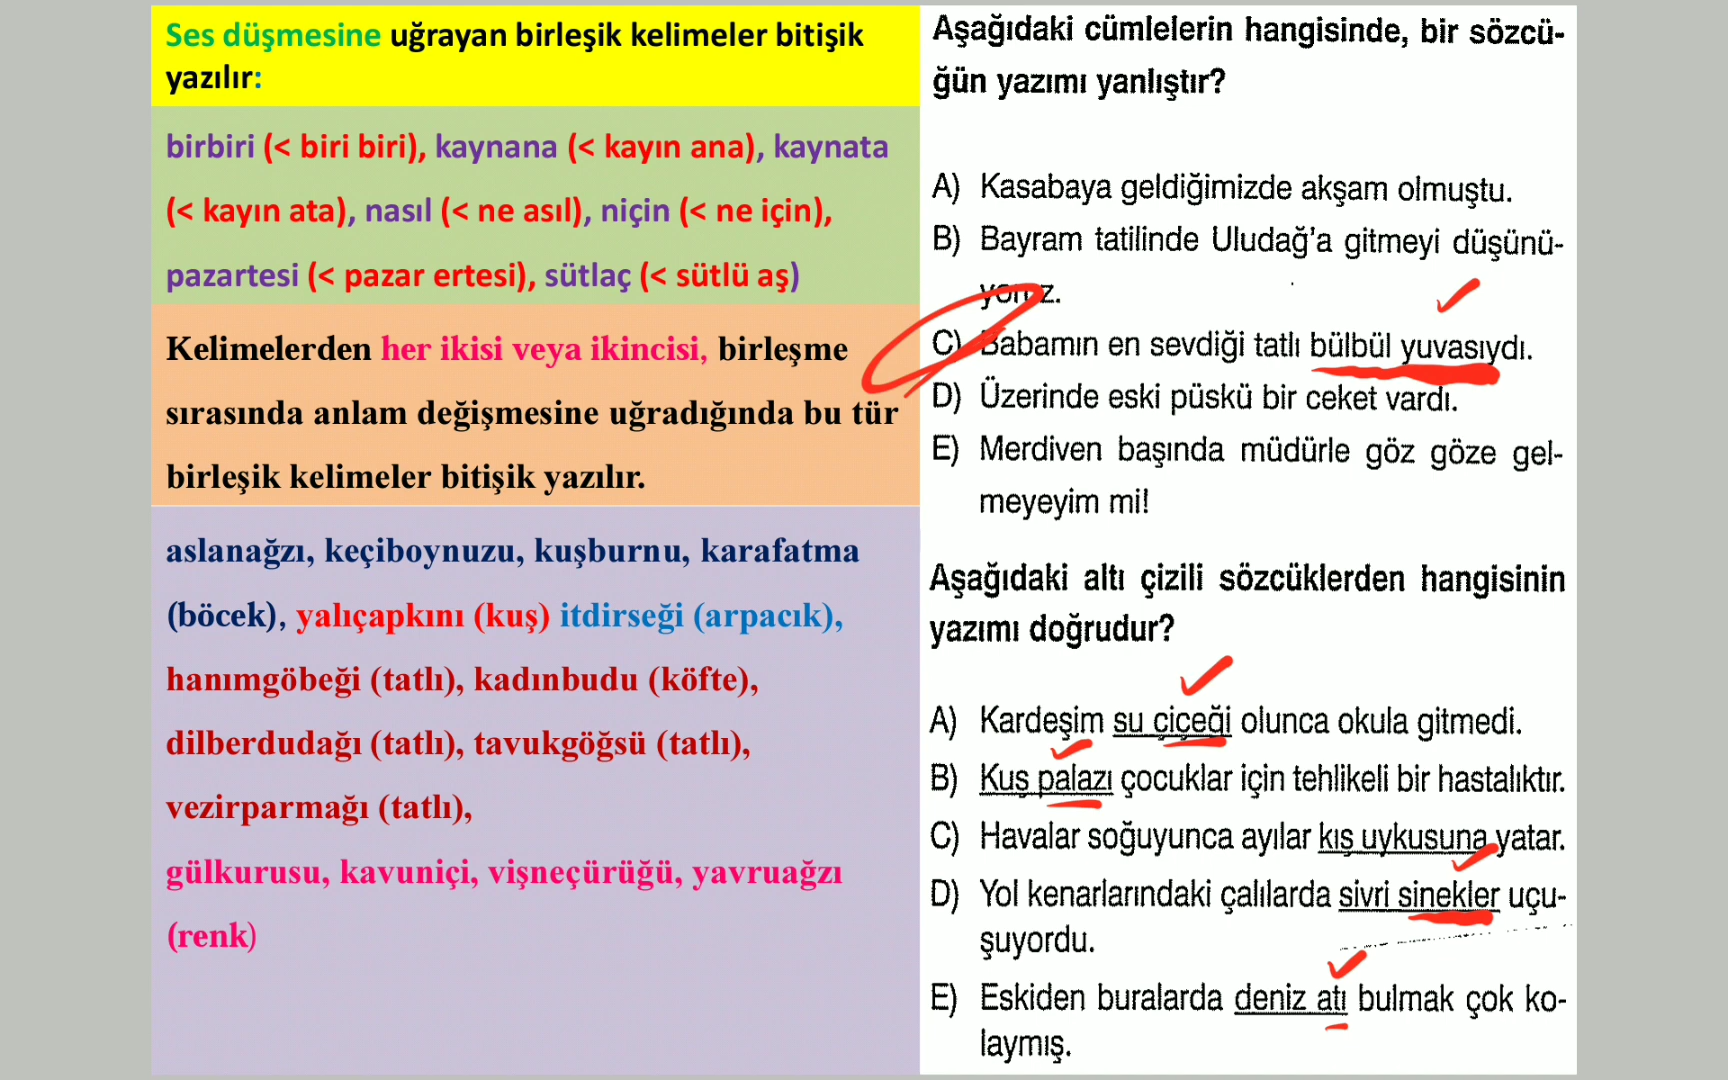 Ses düşmesine uğrayan birleşik kelimeler bitişik
yazılır:
birbiri (< biri biri), kaynana (< kayın ana), kaynata
(< kayın ata), nasıl (< ne asıl), niçin (< ne için),
pazartesi (< pazar ertesi), sütlaç (< sütlü aş)
Kelimelerden her ikisi veya ikincisi, birleşme
sırasında anlam değişmesine uğradığında bu tür
birleşik kelimeler bitişik yazılır.
aslanağzı, keçiboynuzu, kuşburnu, karafatma
(böcek), yalıçapkını (kuş) itdirseği (arpacık),
hanımgöbeği (tatlı), kadınbudu (köfte),
dilberdudağı (tatlı), tavukgöğsü (tatlı),
vezirparmağı (tatlı),
gülkurusu, kavuniçi, vişneçürüğü, yavruağzı
(renk)
Aşağıdaki cümlelerin hangisinde, bir sözcü-
ğün yazımı yanlıştır?
A) Kasabaya geldiğimizde akşam olmuştu.
B) Bayram tatilinde Uludağ'a gitmeyi düşünü-
yoruz.
C) Babamın en sevdiği tatlı bülbül yuvasıydı.
D) Üzerinde eski püskü bir ceket vardı.
E) Merdiven başında müdürle göz göze gel-
meyeyim mi!
Aşağıdaki altı çizili sözcüklerden hangisinin
yazımı doğrudur?
A) Kardeşim su çiçeği olunca okula gitmedi.
B) Kuş palazı çocuklar için tehlikeli bir hastalıktır.
C) Havalar soğuyunca ayılar kış uykusuna yatar.
D) Yol kenarlarındaki çalılarda sivri sinekler uçu-
şuyordu.
E) Eskiden buralarda deniz atı bulmak çok ko-
laymış.